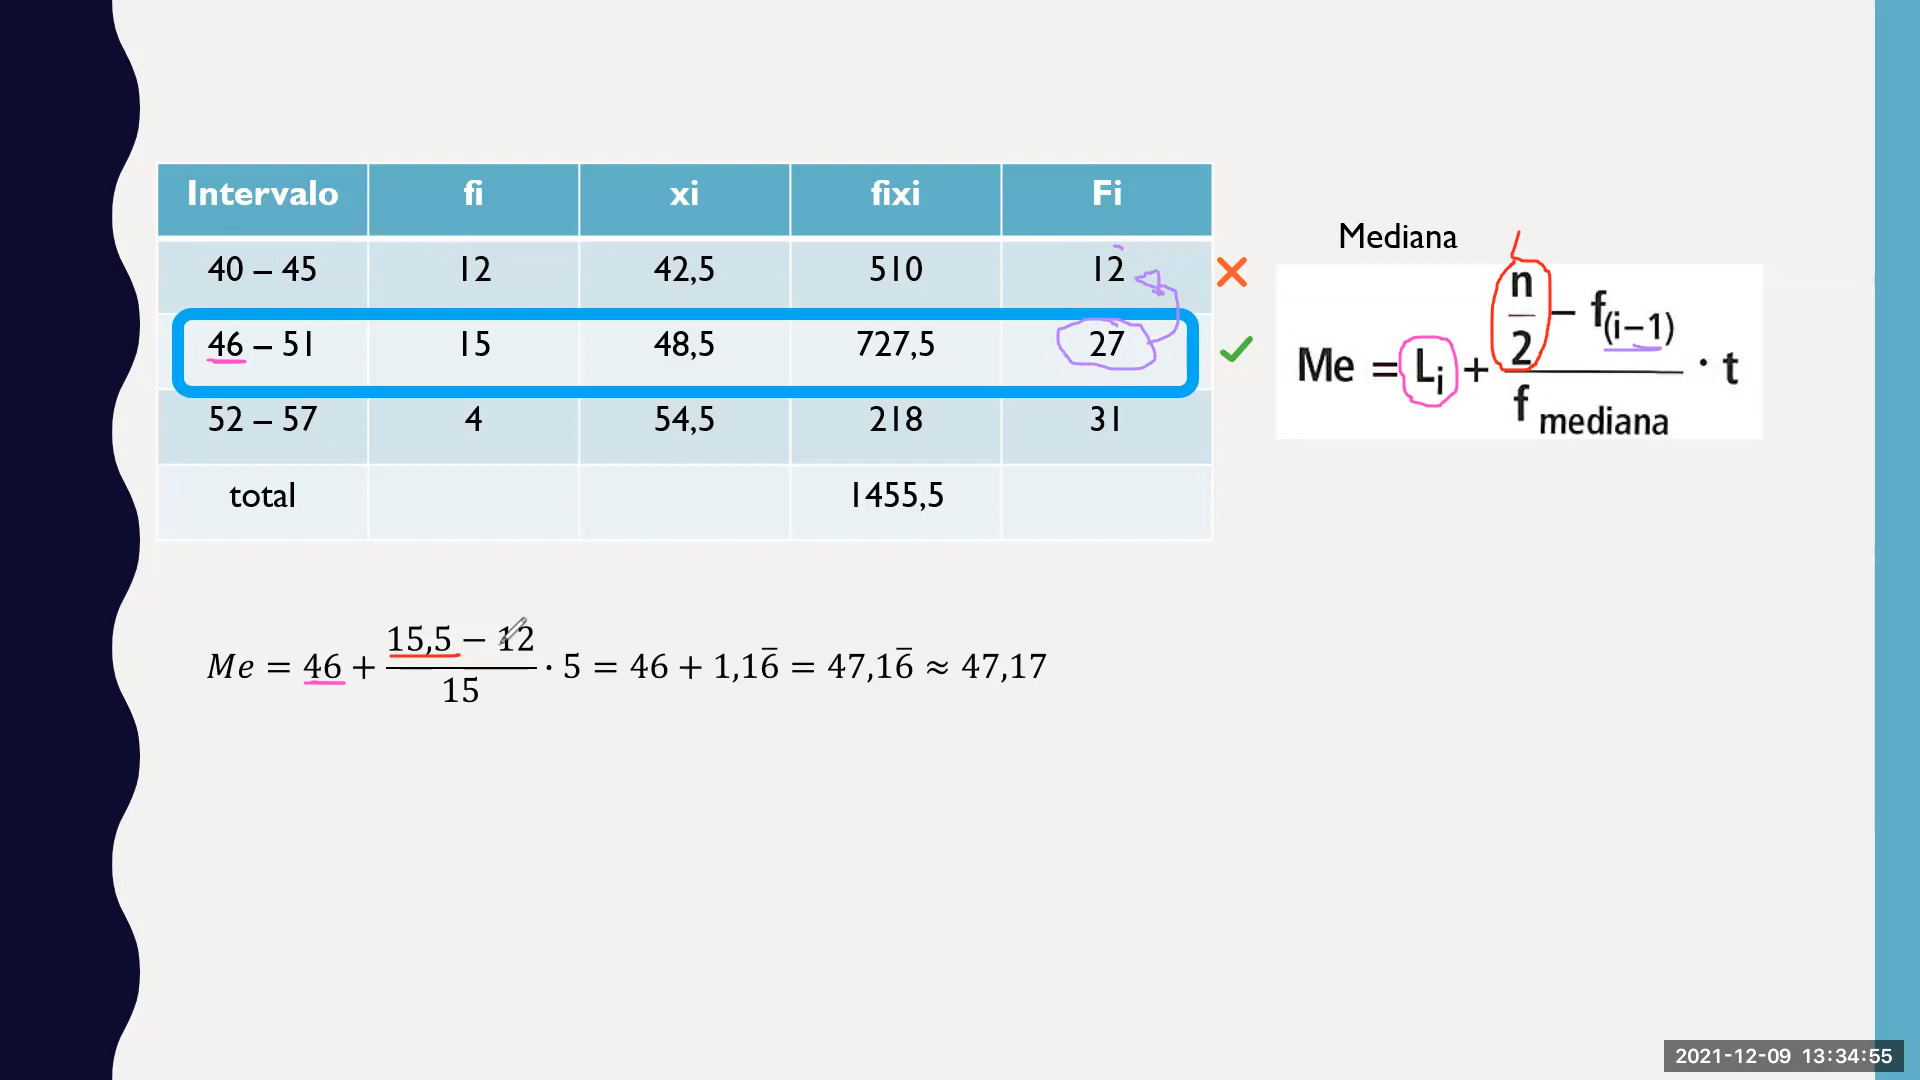 Intervalo fi xi fixi Fi
40 – 45 12 42,5 510 12
46 – 51 15 48,5 727,5 27
52 – 57 4 54,5 218 31
total 1455,5
Mediana
Me = Li + (n/2 − f(i−1)) / f mediana · t
Me = 46 + (15,5 − 12)/15 · 5 = 46 + 1,16̅ = 47,16̅ ≈ 47,17
2021-12-09 13:34:55